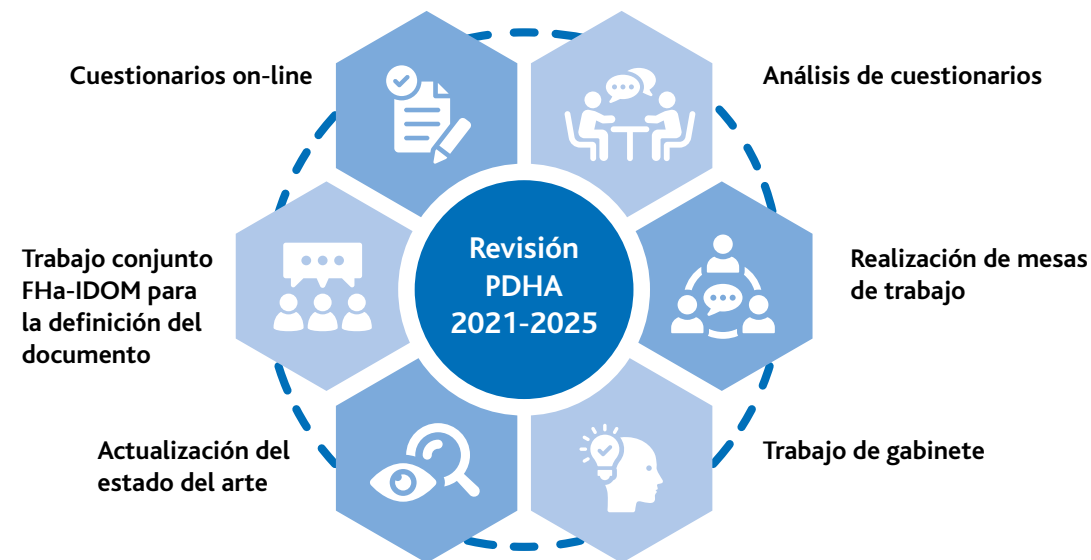 Cuestionarios on-line
Análisis de cuestionarios
Trabajo conjunto
FHa-IDOM para
la definición del
documento
Revisión
PDHA
2021-2025
Realización de mesas
de trabajo
Actualización del
estado del arte
Trabajo de gabinete